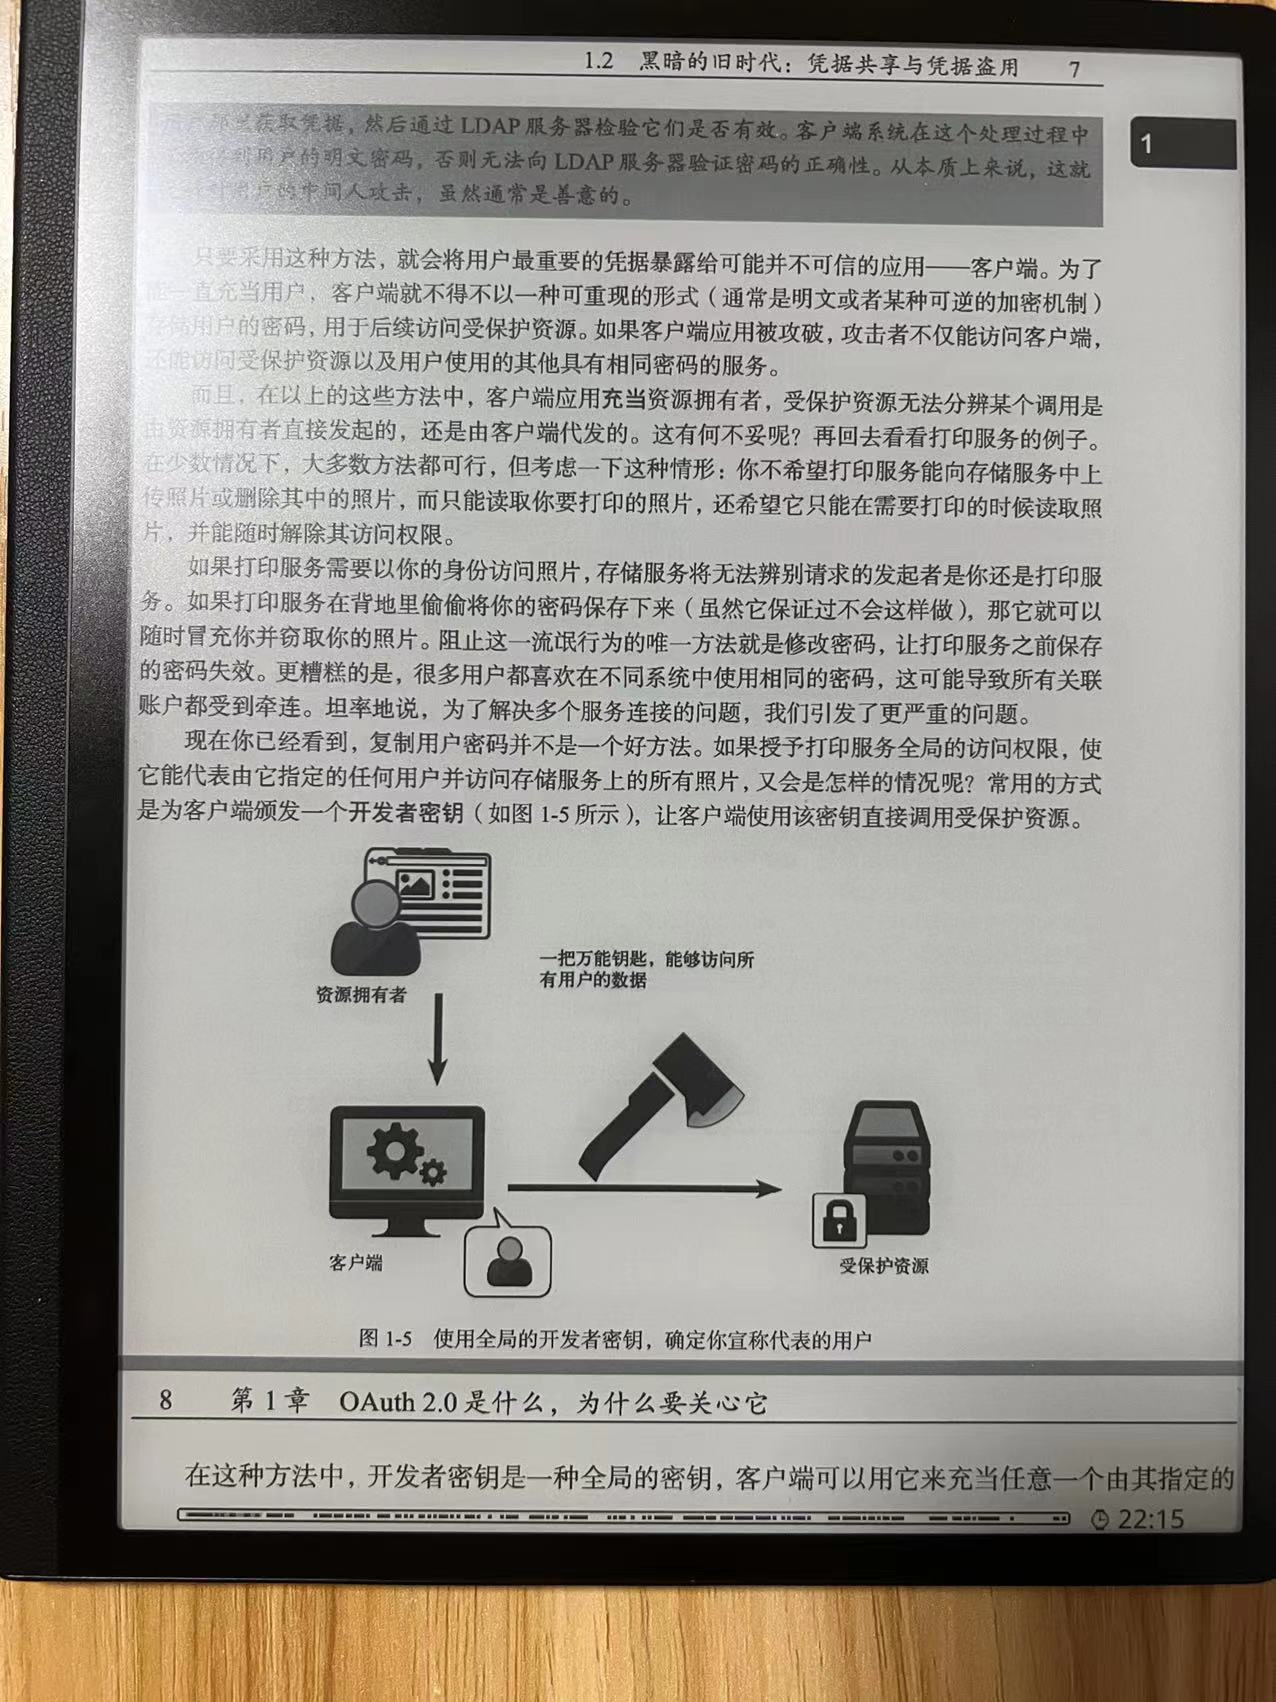 1.2 黑暗的旧时代：凭据共享与凭据盗用 7
获取凭据，然后通过 LDAP 服务器检验它们是否有效。客户端系统在这个处理过程中
1
得到用户的明文密码，否则无法向 LDAP 服务器验证密码的正确性。从本质上来说，这就
中间人攻击，虽然通常是善意的。
只要采用这种方法，就会将用户最重要的凭据暴露给可能并不可信的应用——客户端。为了
能一直充当用户，客户端就不得不以一种可重现的形式（通常是明文或者某种可逆的加密机制）
存储用户的密码，用于后续访问受保护资源。如果客户端应用被攻破，攻击者不仅能访问客户端，
还能访问受保护资源以及用户使用的其他具有相同密码的服务。
而且，在以上的这些方法中，客户端应用充当资源拥有者，受保护资源无法分辨某个调用是
由资源拥有者直接发起的，还是由客户端代发的。这有何不妥呢？再回去看看打印服务的例子。
在少数情况下，大多数方法都可行，但考虑一下这种情形：你不希望打印服务能向存储服务中上
传照片或删除其中的照片，而只能读取你要打印的照片，还希望它只能在需要打印的时候读取照
片，并能随时解除其访问权限。
如果打印服务需要以你的身份访问照片，存储服务将无法辨别请求的发起者是你还是打印服
务。如果打印服务在背地里偷偷将你的密码保存下来（虽然它保证过不会这样做），那它就可以
随时冒充你并窃取你的照片。阻止这一流氓行为的唯一方法就是修改密码，让打印服务之前保存
的密码失效。更糟糕的是，很多用户都喜欢在不同系统中使用相同的密码，这可能导致所有关联
账户都受到牵连。坦率地说，为了解决多个服务连接的问题，我们引发了更严重的问题。
现在你已经看到，复制用户密码并不是一个好方法。如果授予打印服务全局的访问权限，使
它能代表由它指定的任何用户并访问存储服务上的所有照片，又会是怎样的情况呢？常用的方式
是为客户端颁发一个开发者密钥（如图 1-5 所示），让客户端使用该密钥直接调用受保护资源。
一把万能钥匙，能够访问所
有用户的数据
资源拥有者
客户端
受保护资源
图 1-5 使用全局的开发者密钥，确定你宣称代表的用户
8 第 1 章 OAuth 2.0 是什么，为什么要关心它
在这种方法中，开发者密钥是一种全局的密钥，客户端可以用它来充当任意一个由其指定的
22:15